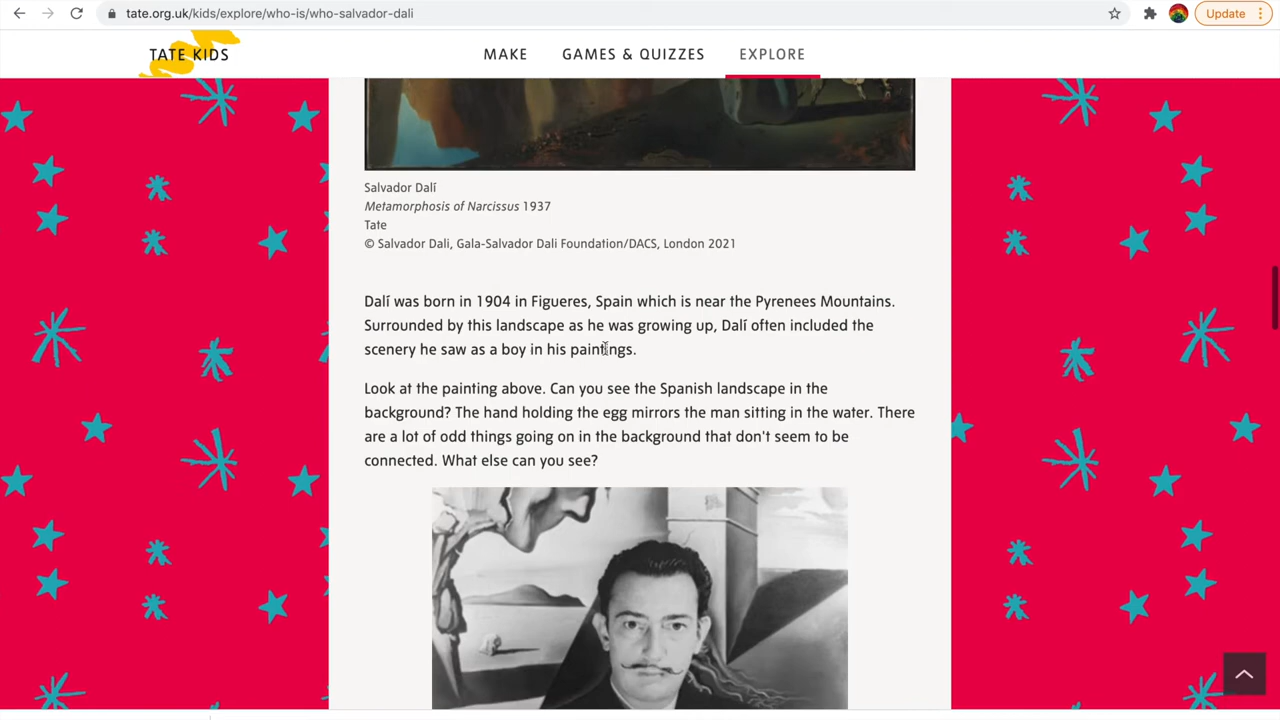 tate.org.uk/kids/explore/who-is/who-salvador-dali
Update
TATE KIDS
MAKE
GAMES & QUIZZES
EXPLORE
Salvador Dalí
Metamorphosis of Narcissus 1937
Tate
© Salvador Dali, Gala-Salvador Dali Foundation/DACS, London 2021
Dalí was born in 1904 in Figueres, Spain which is near the Pyrenees Mountains.
Surrounded by this landscape as he was growing up, Dalí often included the
scenery he saw as a boy in his paintings.
Look at the painting above. Can you see the Spanish landscape in the
background? The hand holding the egg mirrors the man sitting in the water. There
are a lot of odd things going on in the background that don't seem to be
connected. What else can you see?